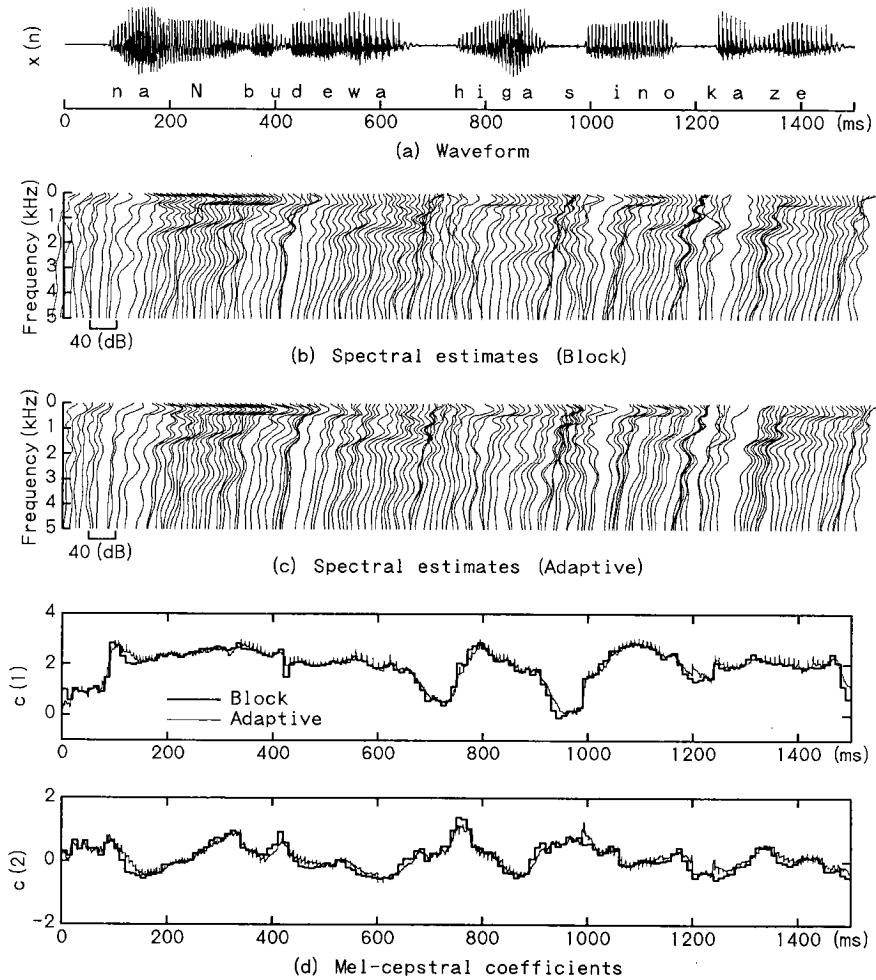 x(n)
n a N b u d e w a h i g a s i n o k a z e
0 200 400 600 800 1000 1200 1400 (ms)
(a) Waveform
Frequency (kHz)
0
1
2
3
4
5
40 (dB)
(b) Spectral estimates (Block)
Frequency (kHz)
0
1
2
3
4
5
40 (dB)
(c) Spectral estimates (Adaptive)
c(1)
4
2
0
Block
Adaptive
0 200 400 600 800 1000 1200 1400 (ms)
c(2)
2
0
-2
0 200 400 600 800 1000 1200 1400 (ms)
(d) Mel-cepstral coefficients